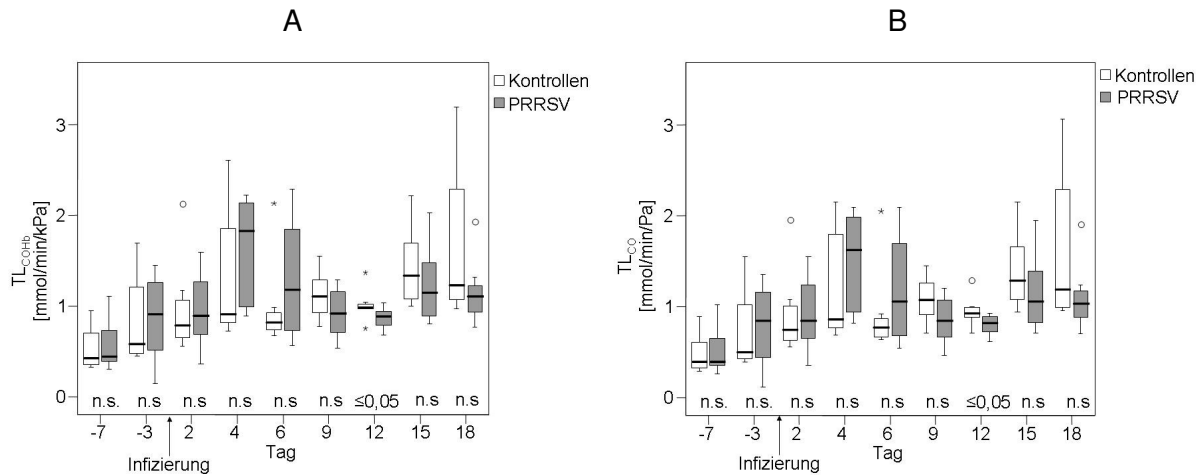 A
Kontrollen
PRRSV
TL_COHb
[mmol/min/kPa]
3
2
1
0
n.s. n.s n.s n.s n.s n.s ≤0,05 n.s n.s
-7 -3 2 4 6 9 12 15 18
Tag
Infizierung
B
Kontrollen
PRRSV
TL_CO
[mmol/min/Pa]
3
2
1
0
n.s. n.s. n.s n.s n.s n.s ≤0,05 n.s n.s
-7 -3 2 4 6 9 12 15 18
Tag
Infizierung